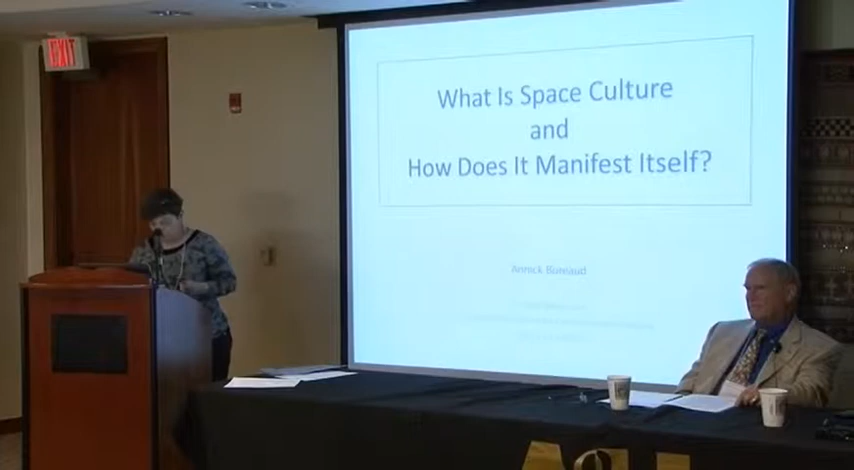 EXIT
What Is Space Culture
and
How Does It Manifest Itself?
Annick Bureaud